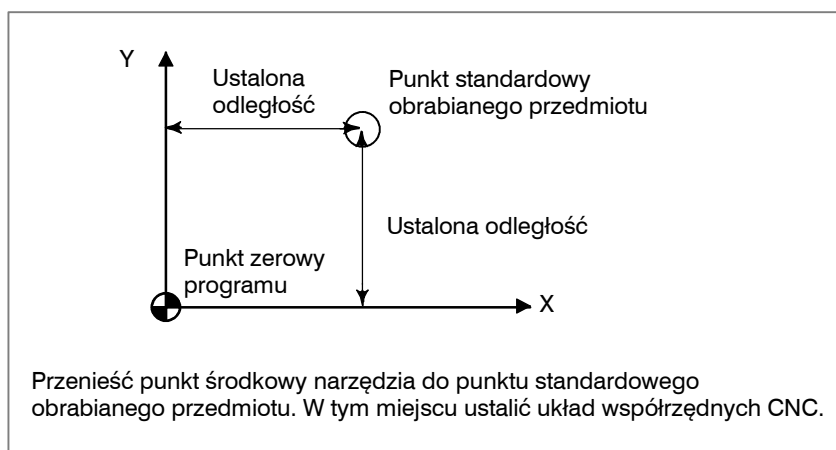 Y
Ustalona
odległość
Punkt standardowy
obrabianego przedmiotu
Ustalona odległość
Punkt zerowy
programu
X
Przenieść punkt środkowy narzędzia do punktu standardowego
obrabianego przedmiotu. W tym miejscu ustalić układ współrzędnych CNC.